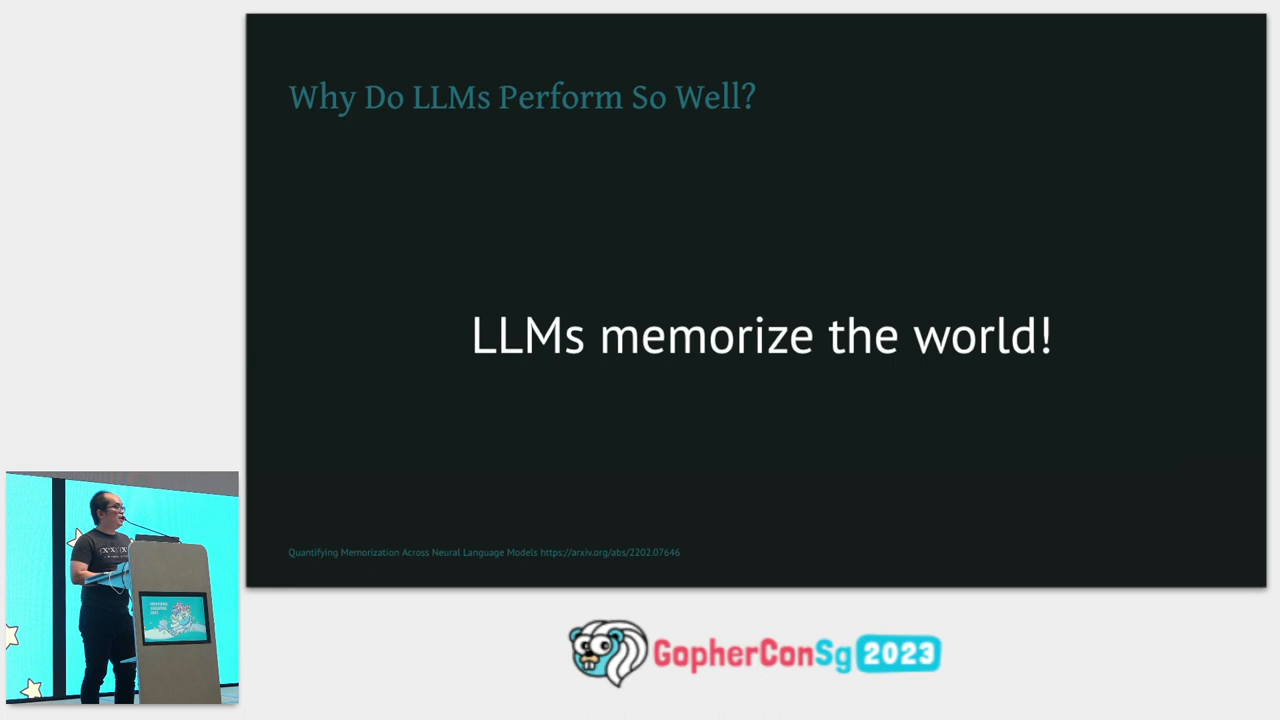 Why Do LLMs Perform So Well?
LLMs memorize the world!
Quantifying Memorization Across Neural Language Models https://arxiv.org/abs/2202.07646
GopherConSg 2023